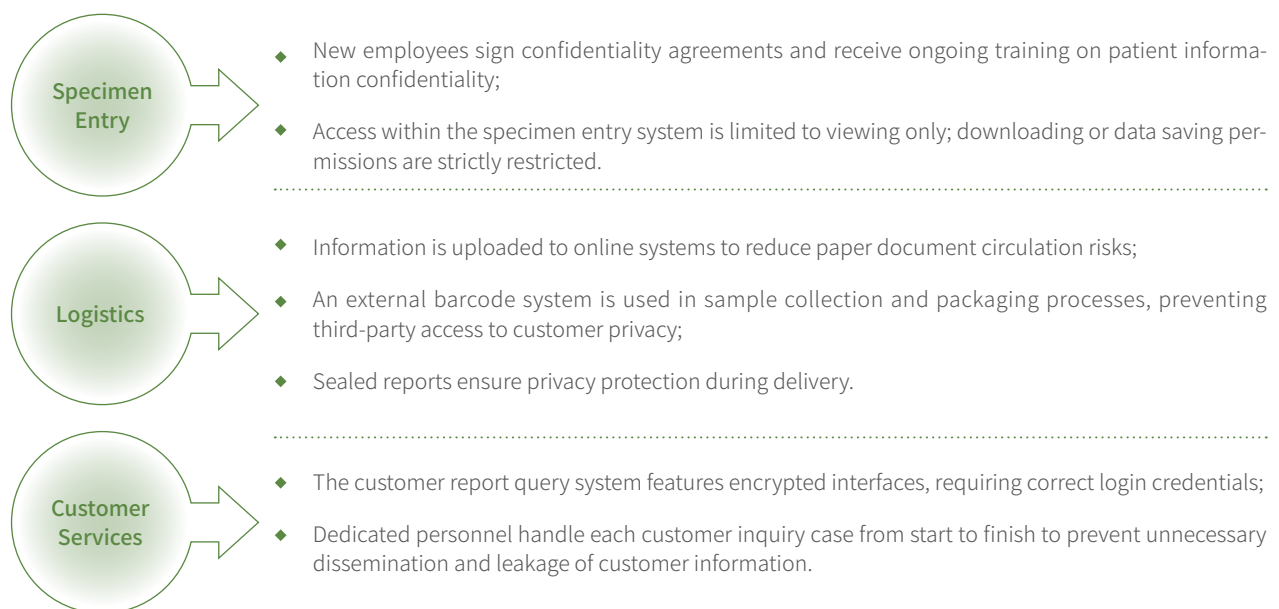 Specimen
Entry
◆ New employees sign confidentiality agreements and receive ongoing training on patient informa-
tion confidentiality;
◆ Access within the specimen entry system is limited to viewing only; downloading or data saving per-
missions are strictly restricted.
Logistics
◆ Information is uploaded to online systems to reduce paper document circulation risks;
◆ An external barcode system is used in sample collection and packaging processes, preventing
third-party access to customer privacy;
◆ Sealed reports ensure privacy protection during delivery.
Customer
Services
◆ The customer report query system features encrypted interfaces, requiring correct login credentials;
◆ Dedicated personnel handle each customer inquiry case from start to finish to prevent unnecessary
dissemination and leakage of customer information.